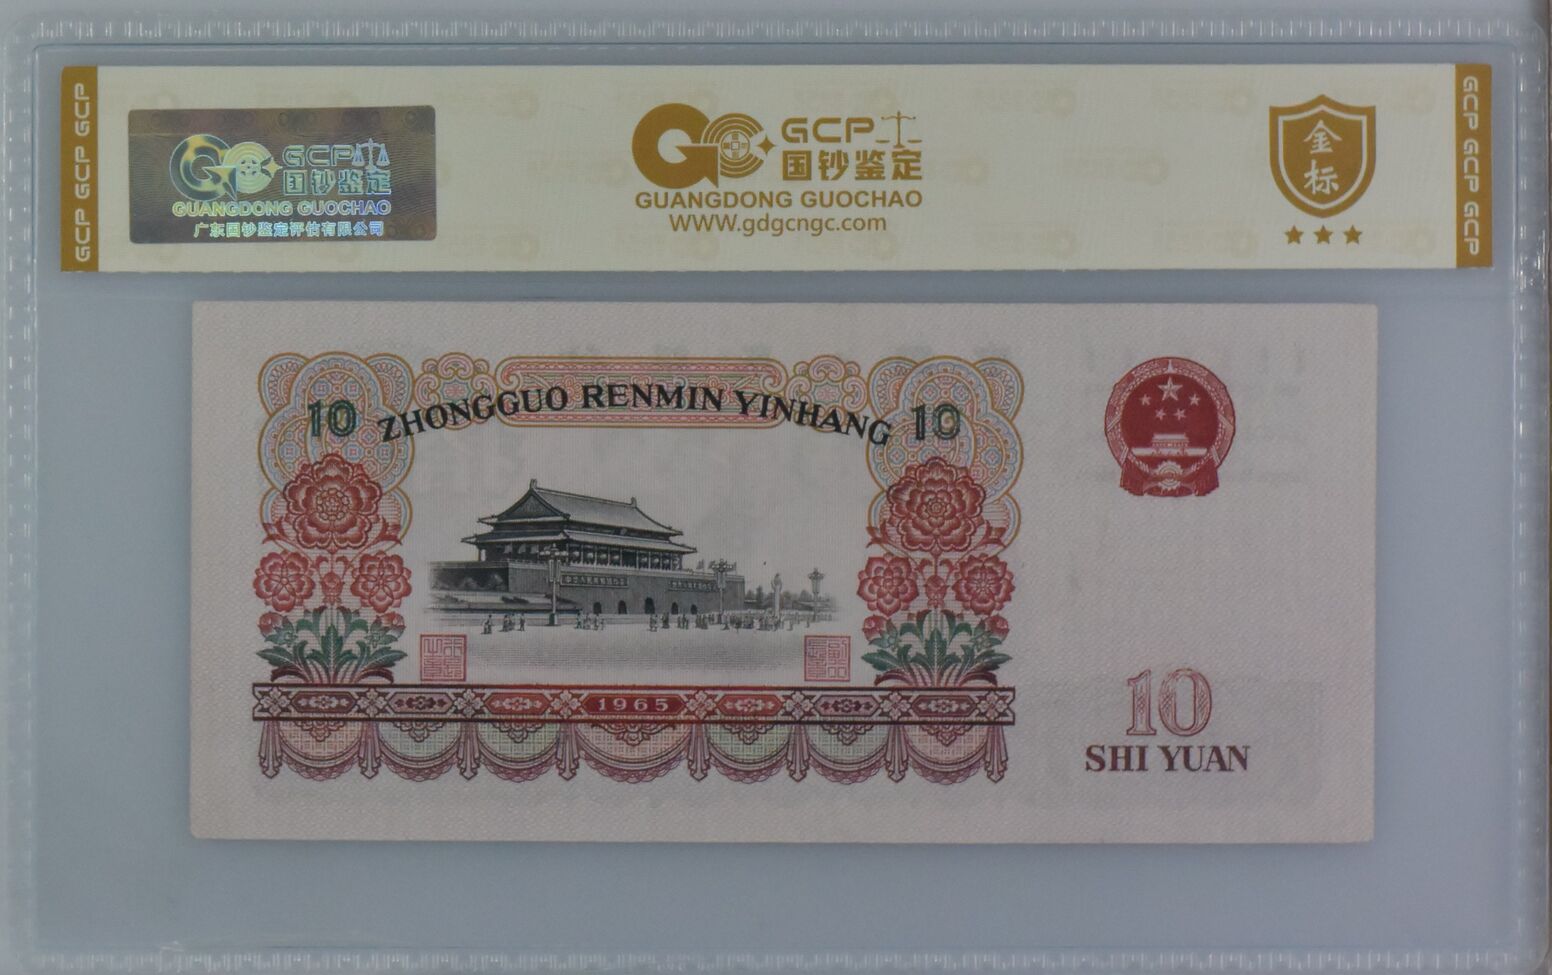 GCP GCP GCP
GCP
国钞鉴定
GUANGDONG GUOCHAO
广东国钞鉴定评估有限公司
GCP
国钞鉴定
GUANGDONG GUOCHAO
WWW.gdgcngc.com
金
标
GCP GCP GCP
10 ZHONGGUO RENMIN YINHANG 10
1965
10
SHI YUAN